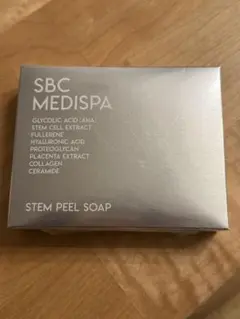 SBC
MEDISPA
GLYCOLIC ACID (AHA)
STEM CELL EXTRACT
FULLERENE
HYALURONIC ACID
PROTEOGLYCAN
PLACENTA EXTRACT
COLLAGEN
CERAMIDE
STEM PEEL SOAP